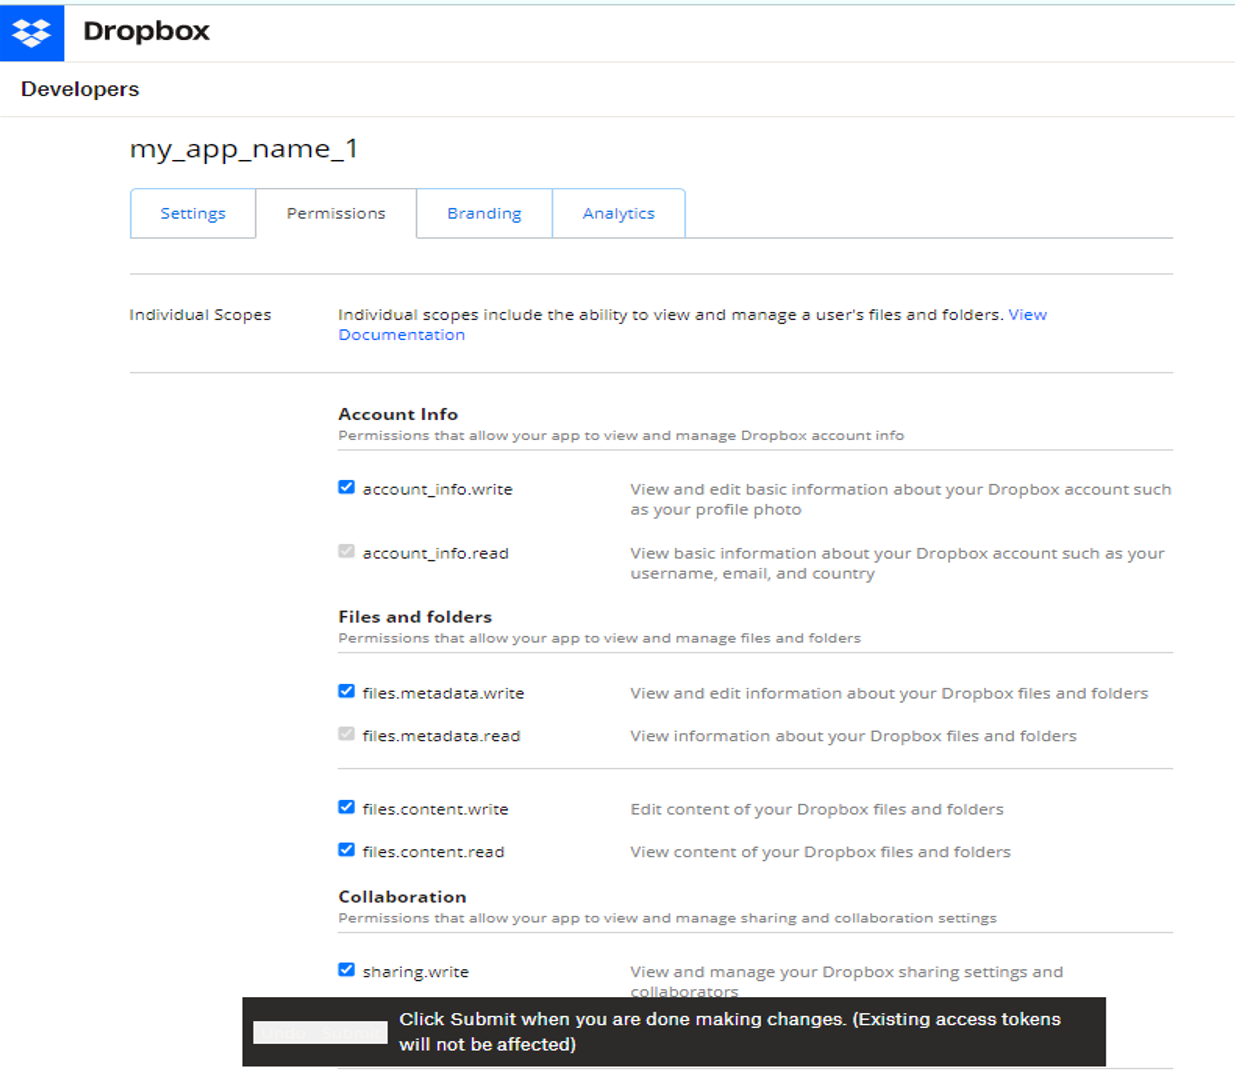 Dropbox
Developers
my_app_name_1
Settings
Permissions
Branding
Analytics
Individual Scopes
Individual scopes include the ability to view and manage a user's files and folders. View
Documentation
Account Info
Permissions that allow your app to view and manage Dropbox account info
account_info.write
View and edit basic information about your Dropbox account such
as your profile photo
account_info.read
View basic information about your Dropbox account such as your
username, email, and country
Files and folders
Permissions that allow your app to view and manage files and folders
files.metadata.write
View and edit information about your Dropbox files and folders
files.metadata.read
View information about your Dropbox files and folders
files.content.write
Edit content of your Dropbox files and folders
files.content.read
View content of your Dropbox files and folders
Collaboration
Permissions that allow your app to view and manage sharing and collaboration settings
sharing.write
View and manage your Dropbox sharing settings and
collaborators
Click Submit when you are done making changes. (Existing access tokens
will not be affected)